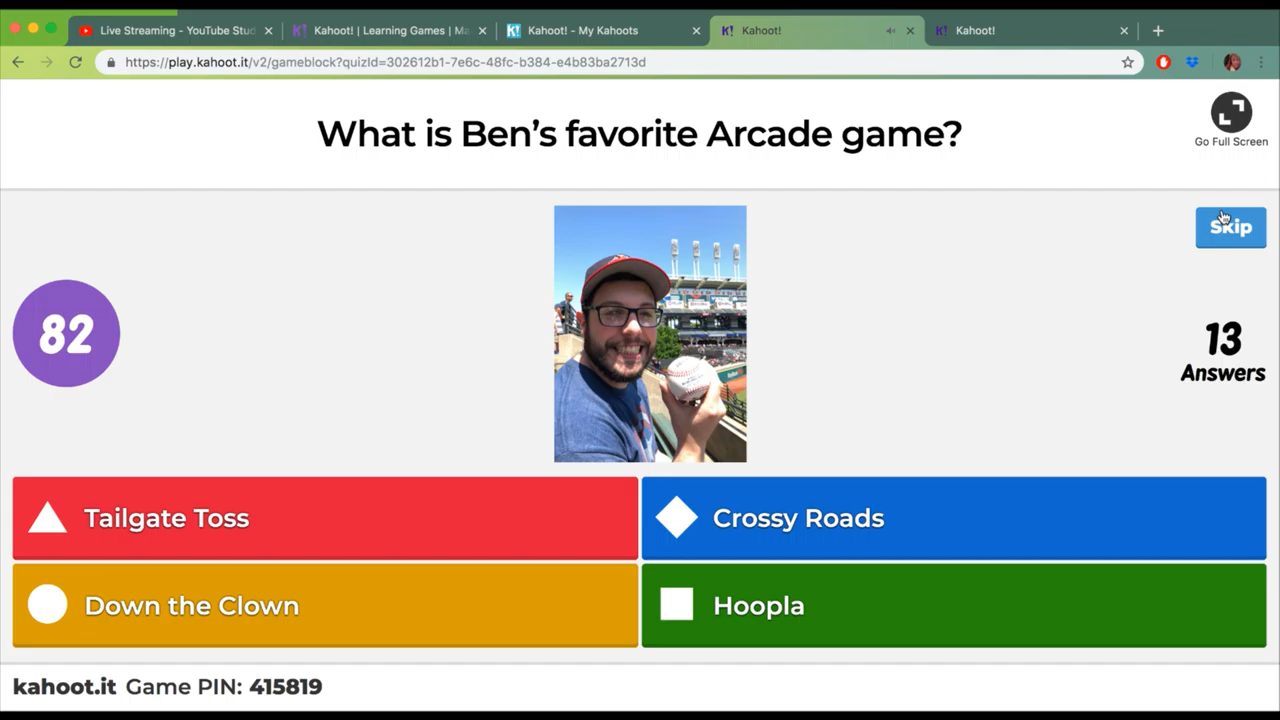 Live Streaming - YouTube Stud
Kahoot! | Learning Games | Ma
Kahoot! - My Kahoots
Kahoot!
Kahoot!
https://play.kahoot.it/v2/gameblock?quizId=302612b1-7e6c-48fc-b384-e4b83ba2713d
What is Ben's favorite Arcade game?
Go Full Screen
Skip
82
13
Answers
Tailgate Toss
Crossy Roads
Down the Clown
Hoopla
kahoot.it Game PIN: 415819